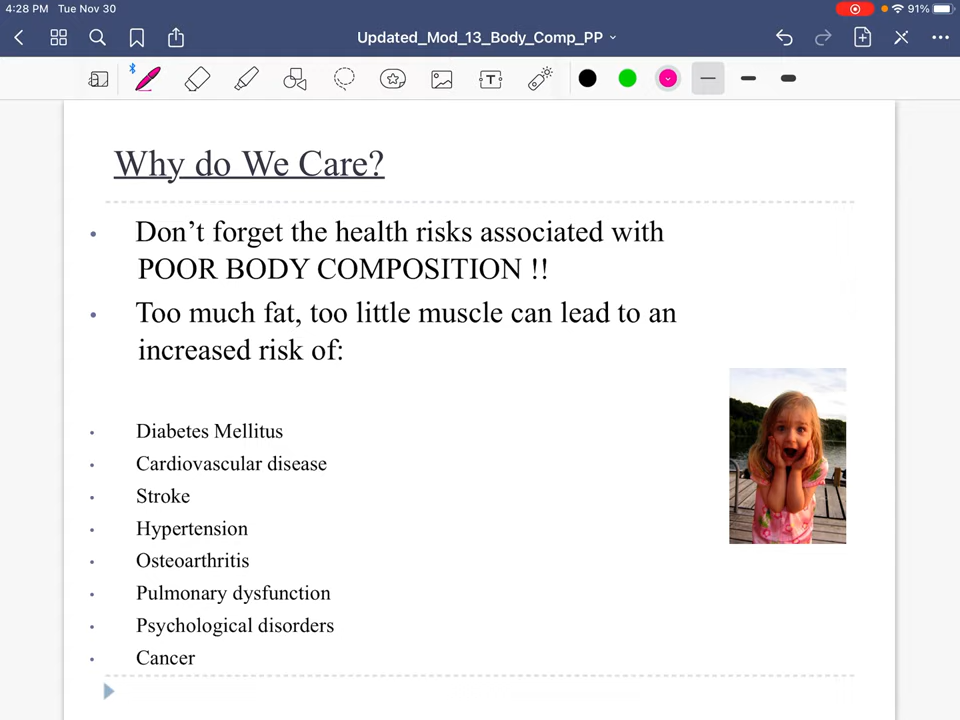 4:28 PM Tue Nov 30
91%
Updated_Mod_13_Body_Comp_PP
T
Why do We Care?
• Don't forget the health risks associated with
POOR BODY COMPOSITION !!
• Too much fat, too little muscle can lead to an
increased risk of:
• Diabetes Mellitus
• Cardiovascular disease
• Stroke
• Hypertension
• Osteoarthritis
• Pulmonary dysfunction
• Psychological disorders
• Cancer